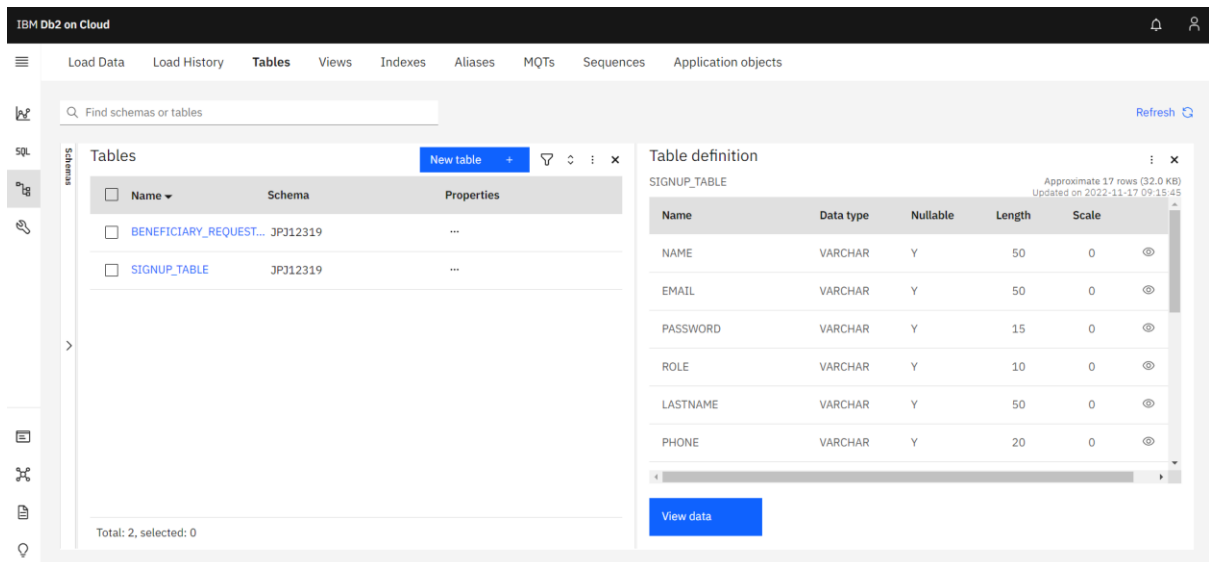 IBM Db2 on Cloud
Load Data Load History Tables Views Indexes Aliases MQTs Sequences Application objects
Find schemas or tables
Refresh
SQL
Schemas
Tables
New table +
Name Schema Properties
BENEFICIARY_REQUEST... JPJ12319 ...
SIGNUP_TABLE JPJ12319 ...
Total: 2, selected: 0
Table definition
SIGNUP_TABLE
Approximate 17 rows (32.0 KB)
Updated on 2022-11-17 09:15:45
Name Data type Nullable Length Scale
NAME VARCHAR Y 50 0
EMAIL VARCHAR Y 50 0
PASSWORD VARCHAR Y 15 0
ROLE VARCHAR Y 10 0
LASTNAME VARCHAR Y 50 0
PHONE VARCHAR Y 20 0
View data